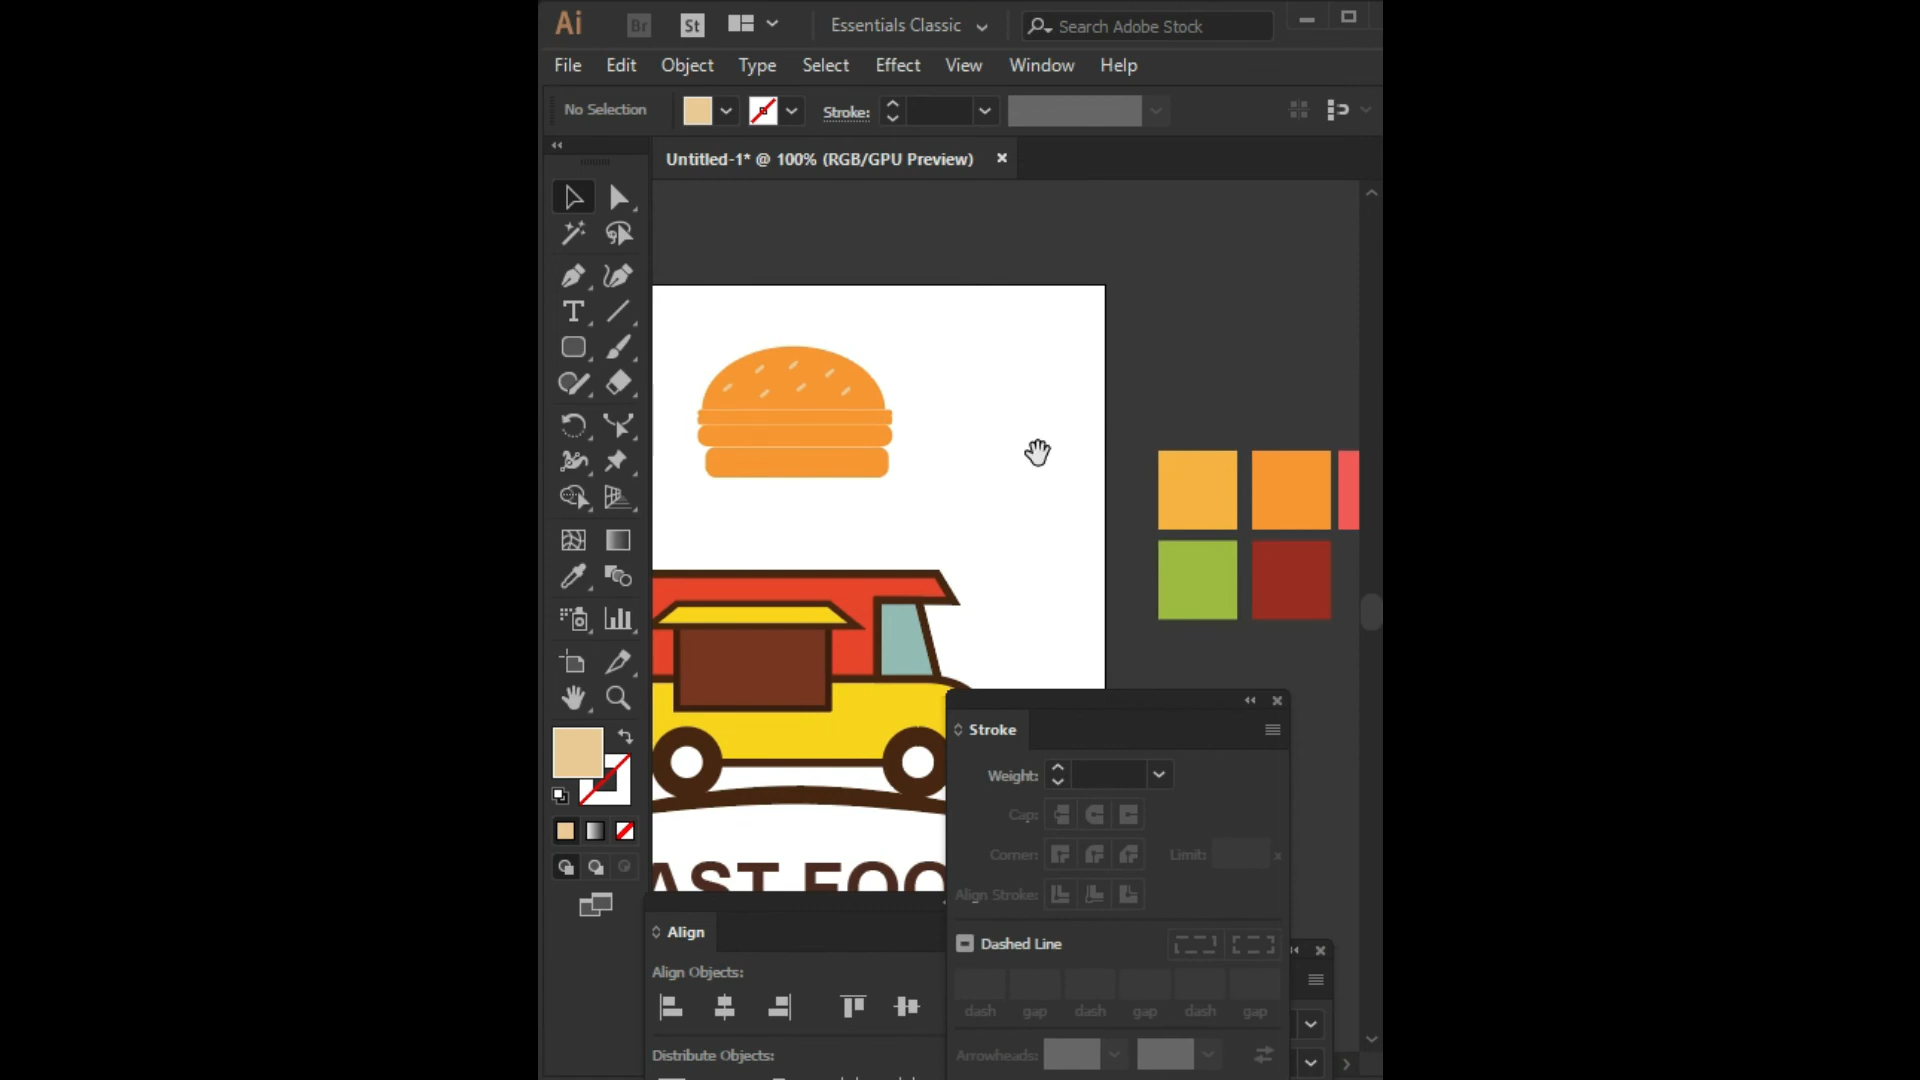 Ai Br St Essentials Classic Search Adobe Stock
File Edit Object Type Select Effect View Window Help
No Selection Stroke:
Untitled-1* @ 100% (RGB/GPU Preview)
AST FOO
Stroke
Weight:
Cap:
Corner: Limit: x
Align Stroke:
Dashed Line
dash gap dash gap dash gap
Arrowheads:
Align
Align Objects:
Distribute Objects: